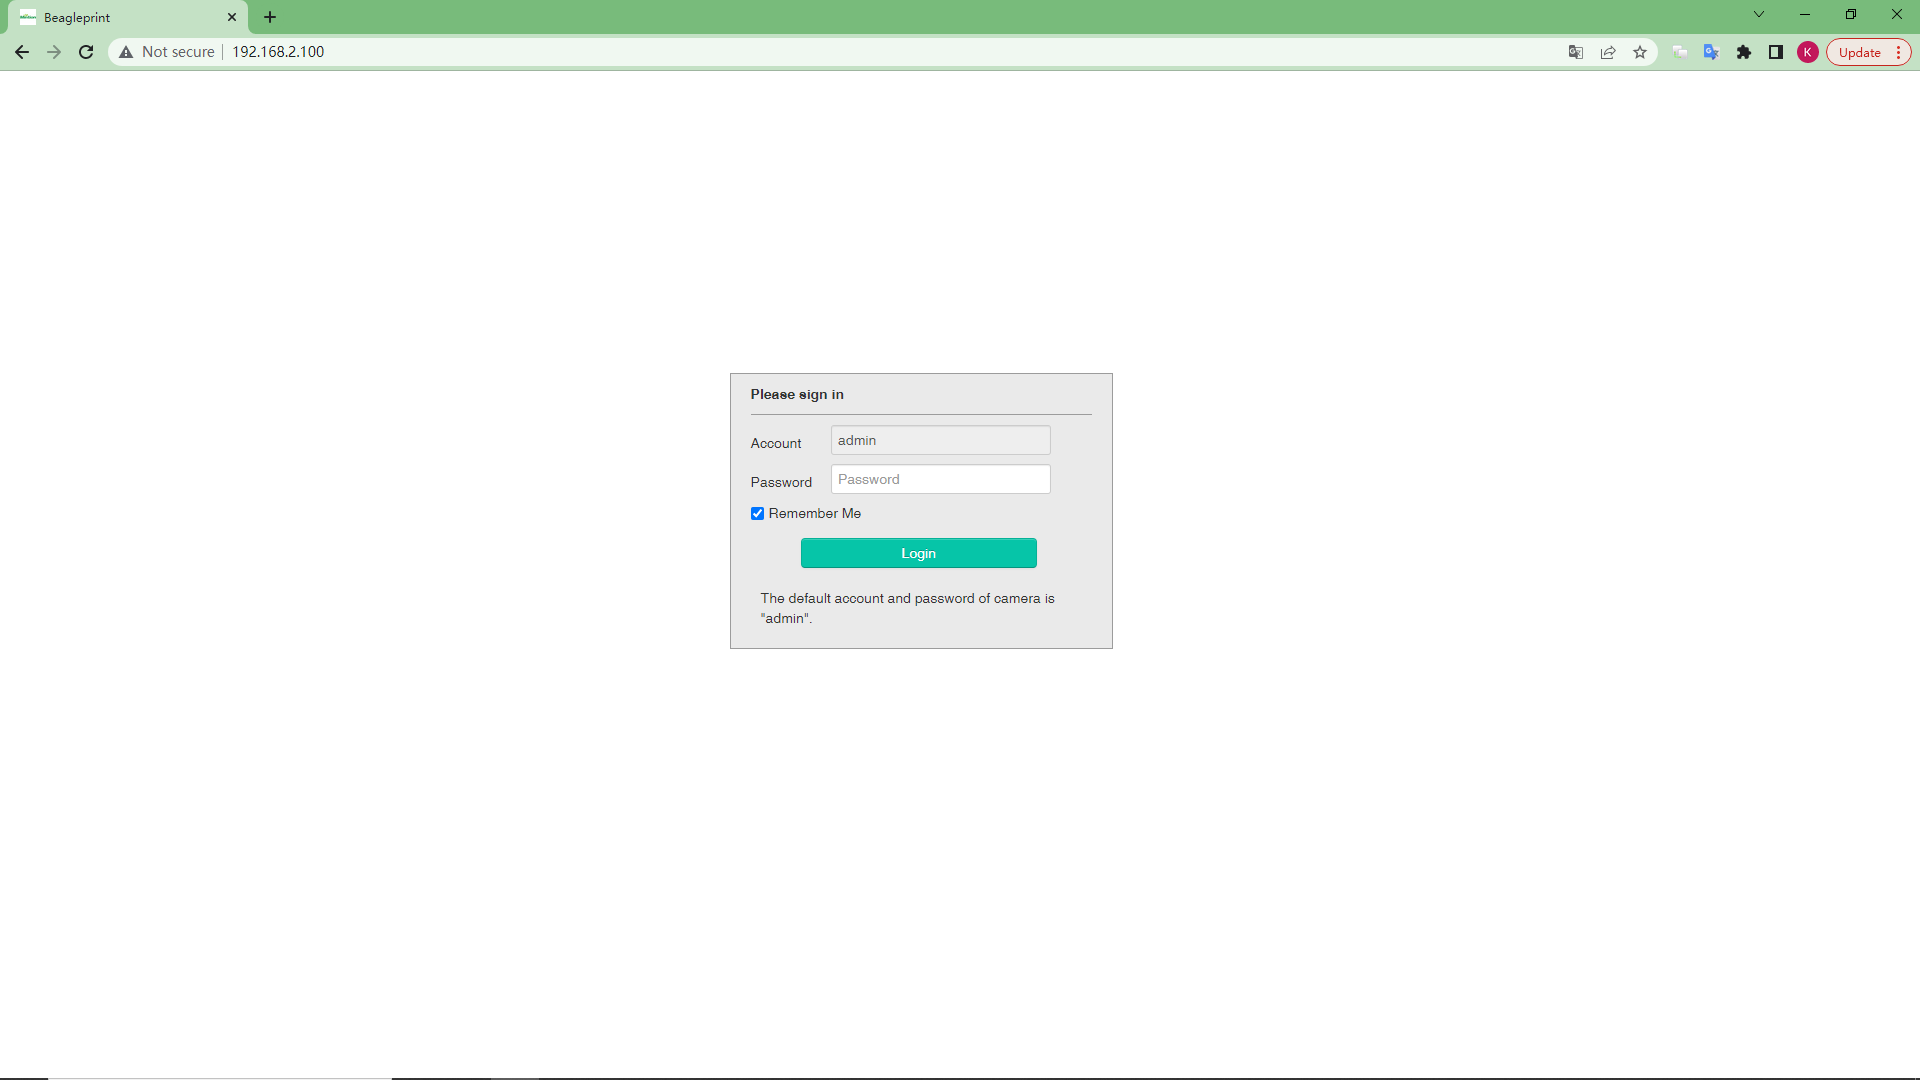 Beagleprint
Not secure
192.168.2.100
K
Update
Please sign in
Account
admin
Password
Password
Remember Me
Login
The default account and password of camera is
"admin".